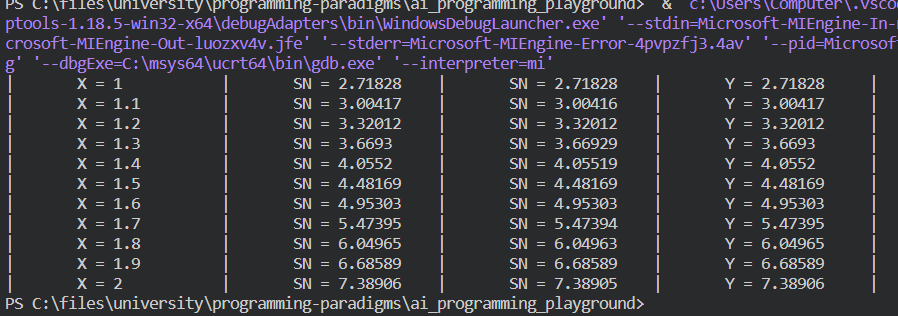 PS C:\files\university\programming-paradigms\ai_programming_playground> & 'c:\Users\Computer\.vsco
ptools-1.18.5-win32-x64\debugAdapters\bin\WindowsDebugLauncher.exe' '--stdin=Microsoft-MIEngine-In-
crosoft-MIEngine-Out-luozxv4v.jfe' '--stderr=Microsoft-MIEngine-Error-4pvpzfj3.4av' '--pid=Microsof
g' '--dbgExe=C:\msys64\ucrt64\bin\gdb.exe' '--interpreter=mi'
| X = 1 | SN = 2.71828 | SN = 2.71828 | Y = 2.71828 |
| X = 1.1 | SN = 3.00417 | SN = 3.00416 | Y = 3.00417 |
| X = 1.2 | SN = 3.32012 | SN = 3.32012 | Y = 3.32012 |
| X = 1.3 | SN = 3.6693 | SN = 3.66929 | Y = 3.6693 |
| X = 1.4 | SN = 4.0552 | SN = 4.05519 | Y = 4.0552 |
| X = 1.5 | SN = 4.48169 | SN = 4.48169 | Y = 4.48169 |
| X = 1.6 | SN = 4.95303 | SN = 4.95303 | Y = 4.95303 |
| X = 1.7 | SN = 5.47395 | SN = 5.47394 | Y = 5.47395 |
| X = 1.8 | SN = 6.04965 | SN = 6.04963 | Y = 6.04965 |
| X = 1.9 | SN = 6.68589 | SN = 6.68589 | Y = 6.68589 |
| X = 2 | SN = 7.38906 | SN = 7.38905 | Y = 7.38906 |
PS C:\files\university\programming-paradigms\ai_programming_playground>